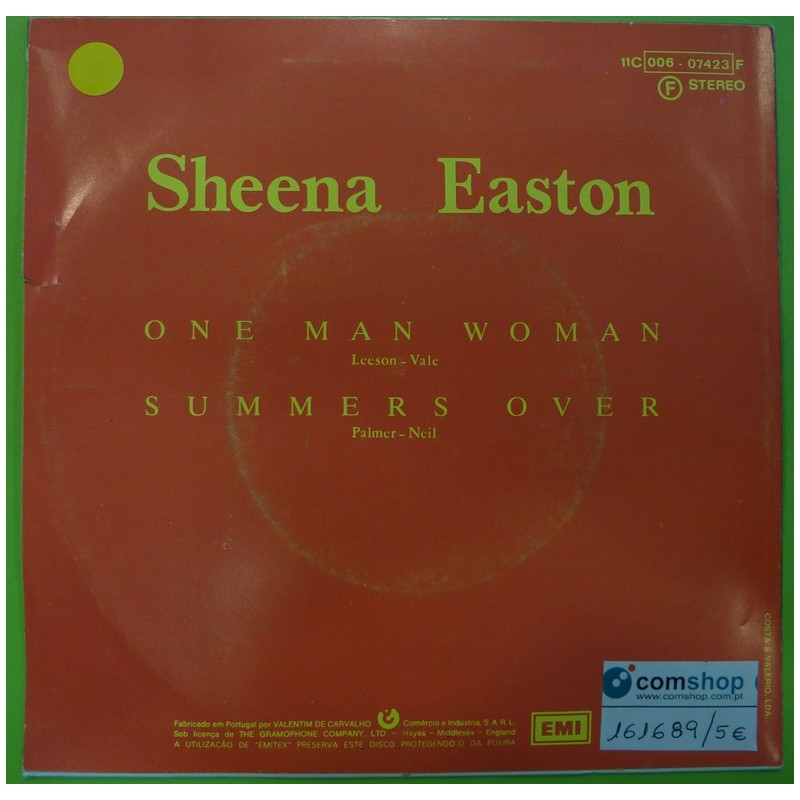 11C 006 - 07423 F
F STEREO
Sheena Easton
ONE MAN WOMAN
Leeson - Vale
SUMMERS OVER
Palmer - Neil
COSTA & VALERIO, LDA
comshop
www.comshop.com.pt
161689/5€
Fabricado em Portugal por VALENTIM DE CARVALHO Comércio e Indústria, S.A.R.L
Sob licença de THE GRAMOPHONE COMPANY, LTD - Hayes - Middlesex - England
A UTILIZAÇÃO DE "EMITEX" PRESERVA ESTE DISCO PROTEGENDO-O DA POEIRA
EMI